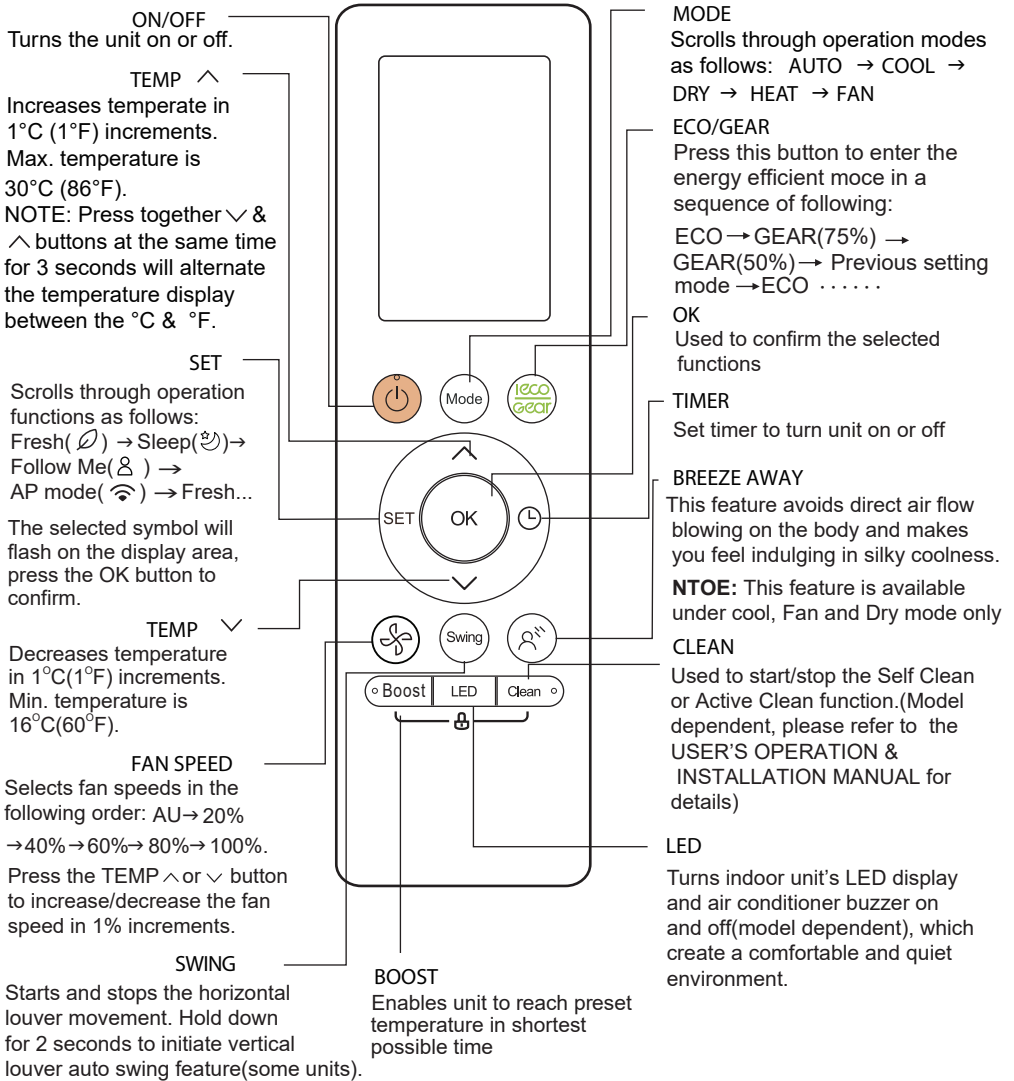 ON/OFF
Turns the unit on or off.
TEMP ︿
Increases temperate in
1°C (1°F) increments.
Max. temperature is
30°C (86°F).
NOTE: Press together ﹀ &
︿ buttons at the same time
for 3 seconds will alternate
the temperature display
between the °C & °F.
SET
Scrolls through operation
functions as follows:
Fresh( ) → Sleep( ) →
Follow Me( ) →
AP mode( ) → Fresh...
The selected symbol will
flash on the display area,
press the OK button to
confirm.
TEMP ﹀
Decreases temperature
in 1°C(1°F) increments.
Min. temperature is
16°C(60°F).
FAN SPEED
Selects fan speeds in the
following order: AU→ 20%
→40%→60%→ 80%→ 100%.
Press the TEMP ︿ or ﹀ button
to increase/decrease the fan
speed in 1% increments.
SWING
Starts and stops the horizontal
louver movement. Hold down
for 2 seconds to initiate vertical
louver auto swing feature(some units).
Mode
ieco
Gear
SET
OK
Swing
Boost
LED
Clean
BOOST
Enables unit to reach preset
temperature in shortest
possible time
MODE
Scrolls through operation modes
as follows: AUTO → COOL →
DRY → HEAT → FAN
ECO/GEAR
Press this button to enter the
energy efficient moce in a
sequence of following:
ECO → GEAR(75%) →
GEAR(50%) → Previous setting
mode → ECO ······
OK
Used to confirm the selected
functions
TIMER
Set timer to turn unit on or off
BREEZE AWAY
This feature avoids direct air flow
blowing on the body and makes
you feel indulging in silky coolness.
NTOE: This feature is available
under cool, Fan and Dry mode only
CLEAN
Used to start/stop the Self Clean
or Active Clean function.(Model
dependent, please refer to the
USER'S OPERATION &
INSTALLATION MANUAL for
details)
LED
Turns indoor unit's LED display
and air conditioner buzzer on
and off(model dependent), which
create a comfortable and quiet
environment.